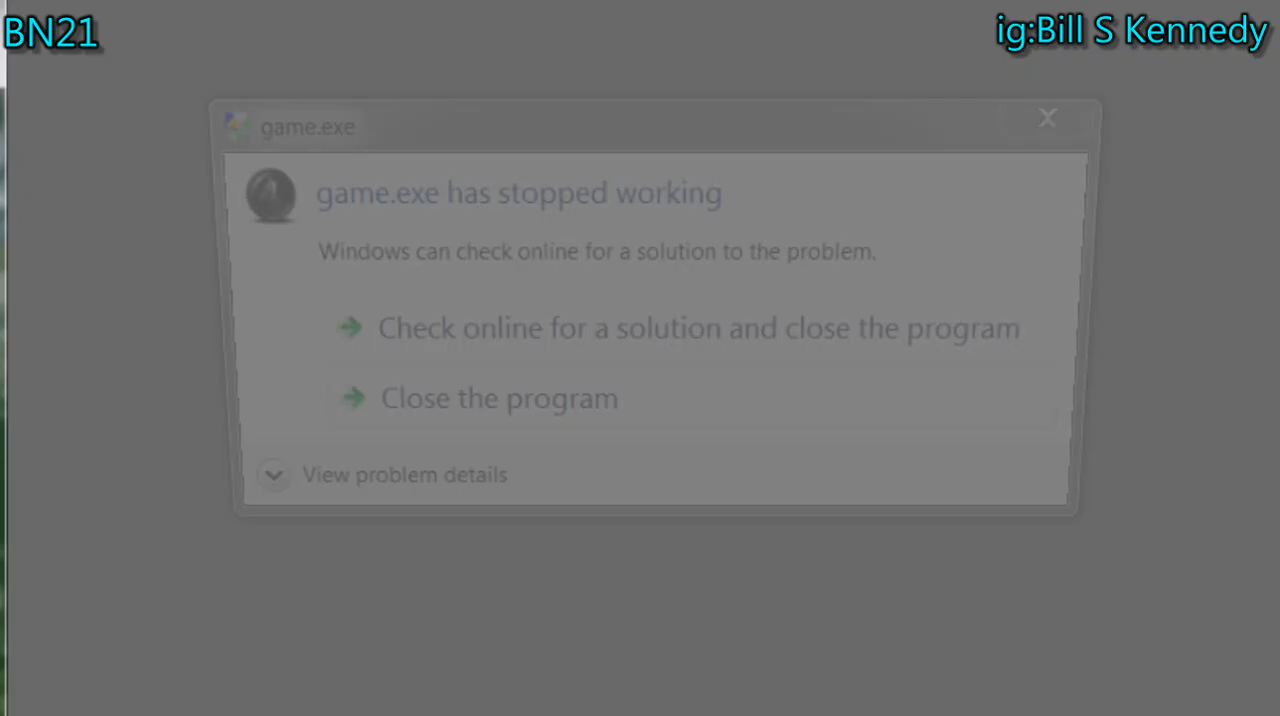 BN21
ig:Bill S Kennedy
game.exe
game.exe has stopped working
Windows can check online for a solution to the problem.
Check online for a solution and close the program
Close the program
View problem details